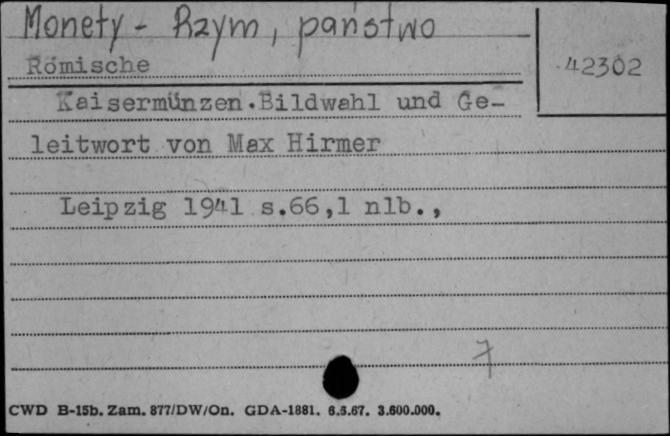 Monety - Rzym, państwo
Römische
42302
Kaisermünzen.Bildwahl und Ge-
leitwort von Max Hirmer
Leipzig 1941 s.66,1 nlb.,
7
CWD B-15b. Zam. 877/DW/On. GDA-1881. 6.5.67. 3.600.000.